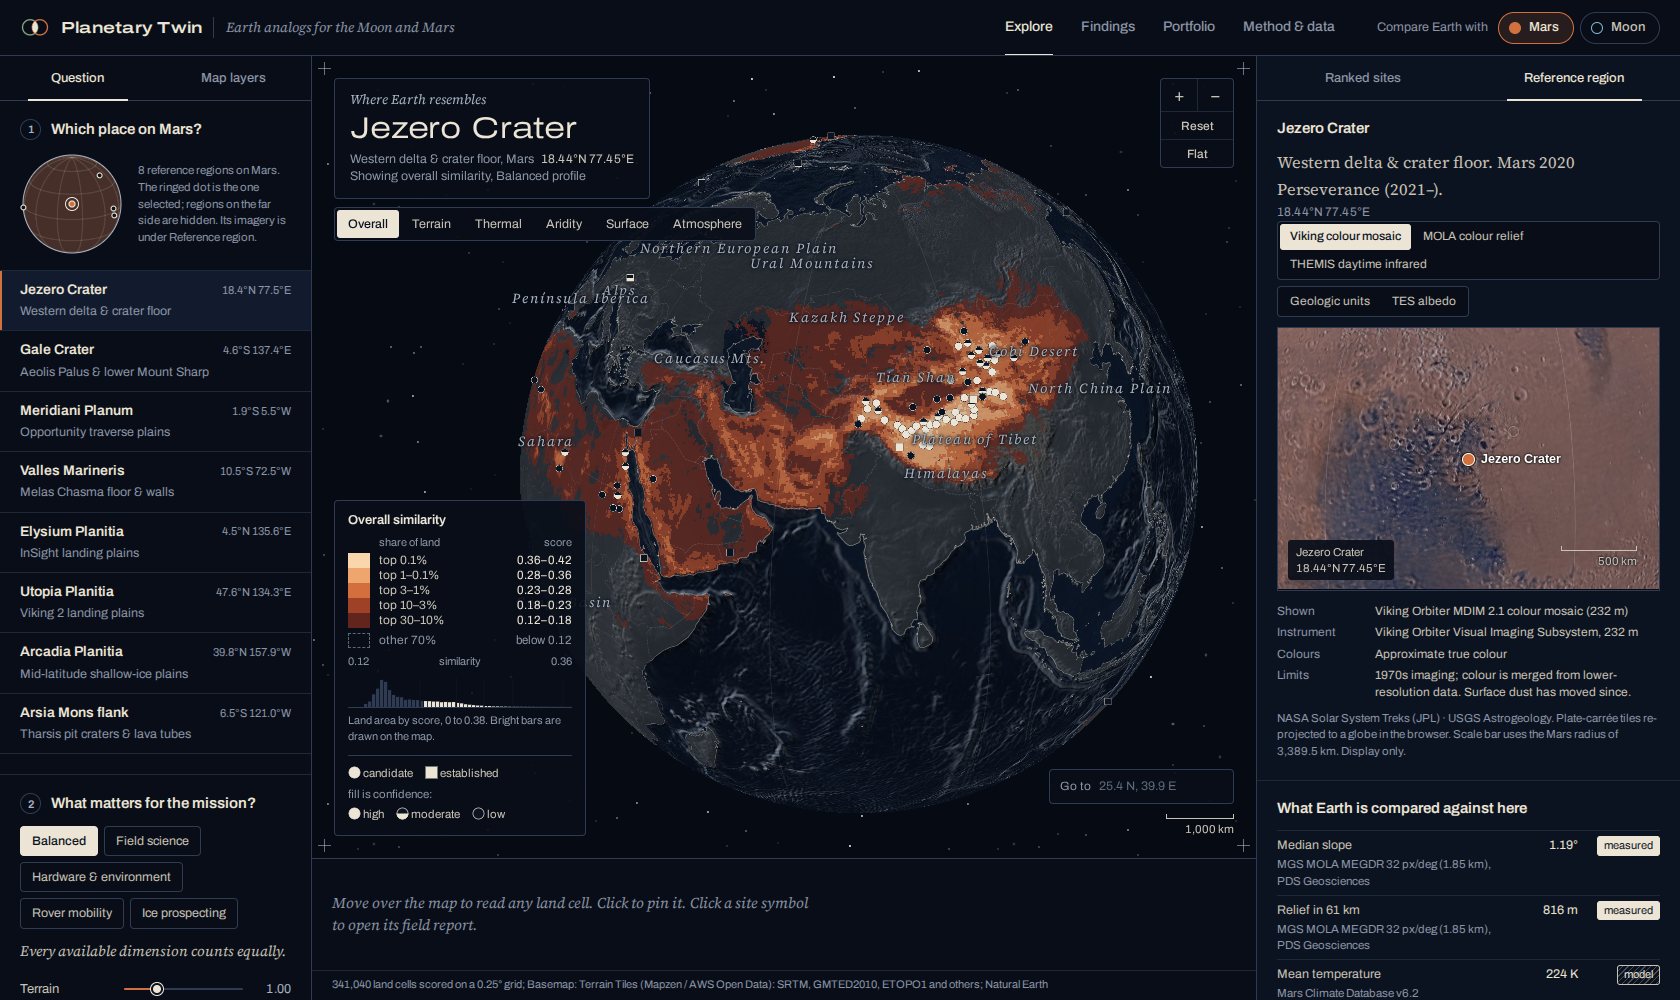 Planetary Twin
Earth analogs for the Moon and Mars
Explore
Findings
Portfolio
Method & data
Compare Earth with
Mars
Moon
Question
Map layers
1
Which place on Mars?
8 reference regions on Mars.
The ringed dot is the one
selected; regions on the far
side are hidden. Its imagery is
under Reference region.
Jezero Crater
18.4°N 77.5°E
Western delta & crater floor
Gale Crater
4.6°S 137.4°E
Aeolis Palus & lower Mount Sharp
Meridiani Planum
1.9°S 5.5°W
Opportunity traverse plains
Valles Marineris
10.5°S 72.5°W
Melas Chasma floor & walls
Elysium Planitia
4.5°N 135.6°E
InSight landing plains
Utopia Planitia
47.6°N 134.3°E
Viking 2 landing plains
Arcadia Planitia
39.8°N 157.9°W
Mid-latitude shallow-ice plains
Arsia Mons flank
6.5°S 121.0°W
Tharsis pit craters & lava tubes
2
What matters for the mission?
Balanced
Field science
Hardware & environment
Rover mobility
Ice prospecting
Every available dimension counts equally.
Terrain
1.00
Where Earth resembles
Jezero Crater
Western delta & crater floor, Mars 18.44°N 77.45°E
Showing overall similarity, Balanced profile
Overall
Terrain
Thermal
Aridity
Surface
Atmosphere
+
−
Reset
Flat
Northern European Plain
Ural Mountains
Alps
Península Iberica
Kazakh Steppe
Caucasus Mts.
Gobi Desert
Tian Shan
North China Plain
Sahara
Plateau of Tibet
Himalayas
sin
Overall similarity
share of land
score
top 0.1%
0.36–0.42
top 1–0.1%
0.28–0.36
top 3–1%
0.23–0.28
top 10–3%
0.18–0.23
top 30–10%
0.12–0.18
other 70%
below 0.12
0.12
similarity
0.36
Land area by score, 0 to 0.38. Bright bars are
drawn on the map.
candidate
established
fill is confidence:
high
moderate
low
Go to 25.4 N, 39.9 E
1,000 km
Move over the map to read any land cell. Click to pin it. Click a site symbol
to open its field report.
341,040 land cells scored on a 0.25° grid; Basemap: Terrain Tiles (Mapzen / AWS Open Data): SRTM, GMTED2010, ETOPO1 and others; Natural Earth
Ranked sites
Reference region
Jezero Crater
Western delta & crater floor. Mars 2020
Perseverance (2021–).
18.44°N 77.45°E
Viking colour mosaic
MOLA colour relief
THEMIS daytime infrared
Geologic units
TES albedo
Jezero Crater
Jezero Crater
18.44°N 77.45°E
500 km
Shown
Viking Orbiter MDIM 2.1 colour mosaic (232 m)
Instrument
Viking Orbiter Visual Imaging Subsystem, 232 m
Colours
Approximate true colour
Limits
1970s imaging; colour is merged from lower-
resolution data. Surface dust has moved since.
NASA Solar System Treks (JPL) · USGS Astrogeology. Plate-carrée tiles re-
projected to a globe in the browser. Scale bar uses the Mars radius of
3,389.5 km. Display only.
What Earth is compared against here
Median slope
1.19°
measured
MGS MOLA MEGDR 32 px/deg (1.85 km),
PDS Geosciences
Relief in 61 km
816 m
measured
MGS MOLA MEGDR 32 px/deg (1.85 km),
PDS Geosciences
Mean temperature
224 K
model
Mars Climate Database v6.2